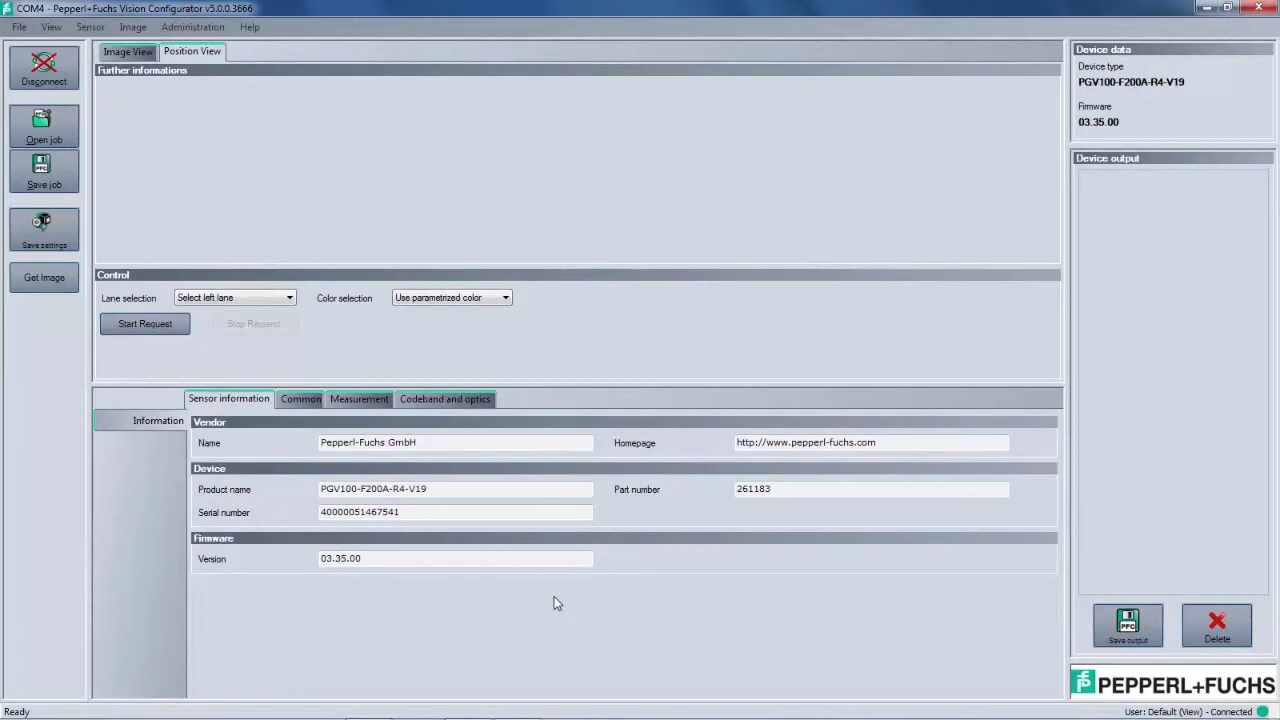 COM4 - Pepperl+Fuchs Vision Configurator v5.0.0.3666
File View Sensor Image Administration Help
Disconnect
Open job
Save job
Save settings
Get Image
Image View Position View
Further informations
Control
Lane selection Select left lane Color selection Use parametrized color
Start Request Stop Request
Sensor information Common Measurement Codeband and optics
Information
Vendor
Name Pepperl-Fuchs GmbH Homepage http://www.pepperl-fuchs.com
Device
Product name PGV100-F200A-R4-V19 Part number 261183
Serial number 40000051467541
Firmware
Version 03.35.00
Device data
Device type
PGV100-F200A-R4-V19
Firmware
03.35.00
Device output
PFC Save output
Delete
PEPPERL+FUCHS
Ready
User: Default (View) - Connected